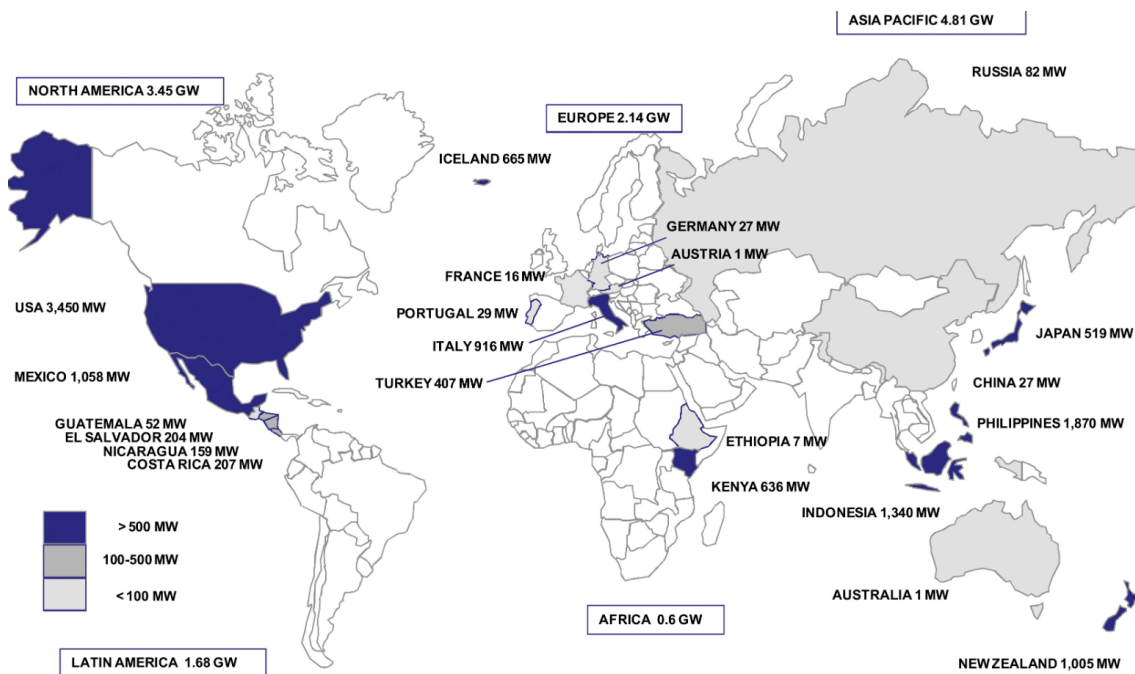 ASIA PACIFIC 4.81 GW
RUSSIA 82 MW
NORTH AMERICA 3.45 GW
EUROPE 2.14 GW
ICELAND 665 MW
GERMANY 27 MW
AUSTRIA 1 MW
FRANCE 16 MW
USA 3,450 MW
PORTUGAL 29 MW
ITALY 916 MW
JAPAN 519 MW
MEXICO 1,058 MW
TURKEY 407 MW
CHINA 27 MW
GUATEMALA 52 MW
EL SALVADOR 204 MW
NICARAGUA 159 MW
COSTA RICA 207 MW
PHILIPPINES 1,870 MW
ETHIOPIA 7 MW
KENYA 636 MW
INDONESIA 1,340 MW
> 500 MW
100-500 MW
< 100 MW
AUSTRALIA 1 MW
AFRICA 0.6 GW
LATIN AMERICA 1.68 GW
NEW ZEALAND 1,005 MW